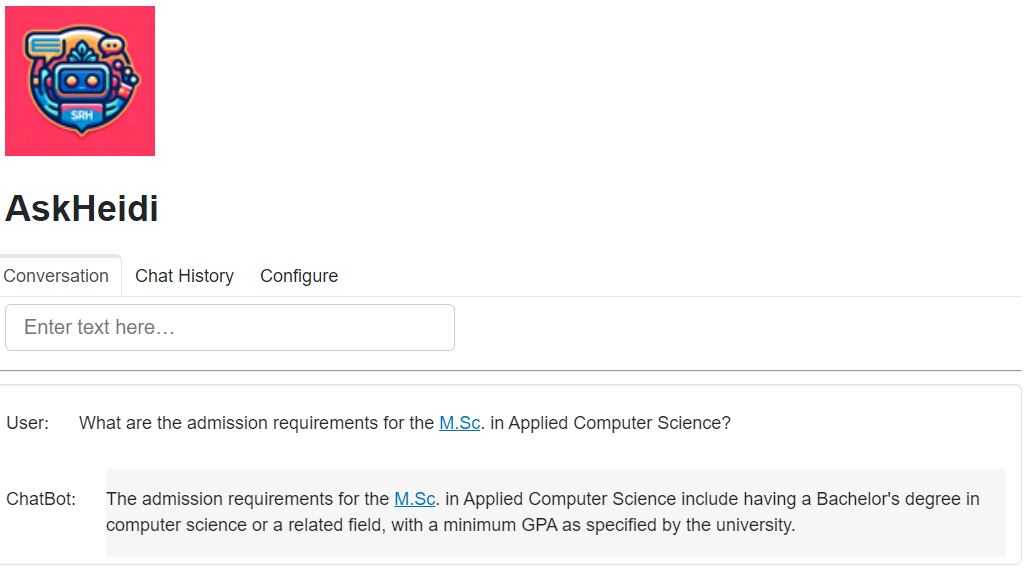 SRH
AskHeidi
Conversation Chat History Configure
Enter text here...
User: What are the admission requirements for the M.Sc. in Applied Computer Science?
ChatBot: The admission requirements for the M.Sc. in Applied Computer Science include having a Bachelor's degree in
computer science or a related field, with a minimum GPA as specified by the university.